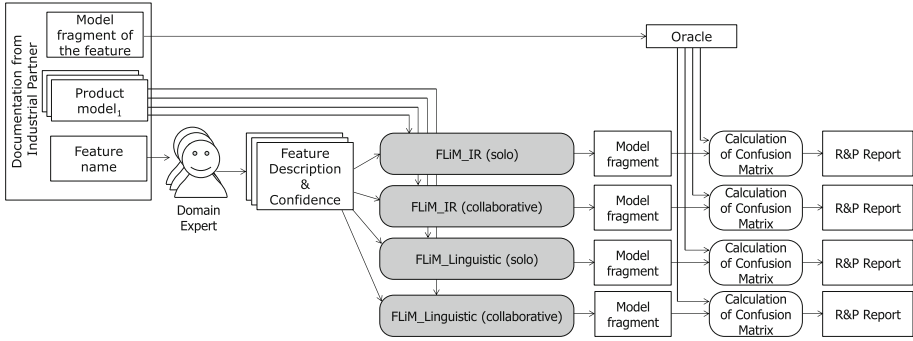 Documentation from
Industrial Partner
Model
fragment of
the feature
Product
model1
Feature
name
Domain
Expert
Feature
Description
&
Confidence
Oracle
FLiM_IR (solo)
Model
fragment
Calculation
of Confusion
Matrix
R&P Report
FLiM_IR (collaborative)
Model
fragment
Calculation
of Confusion
Matrix
R&P Report
FLiM_Linguistic (solo)
Model
fragment
Calculation
of Confusion
Matrix
R&P Report
FLiM_Linguistic (collaborative)
Model
fragment
Calculation
of Confusion
Matrix
R&P Report